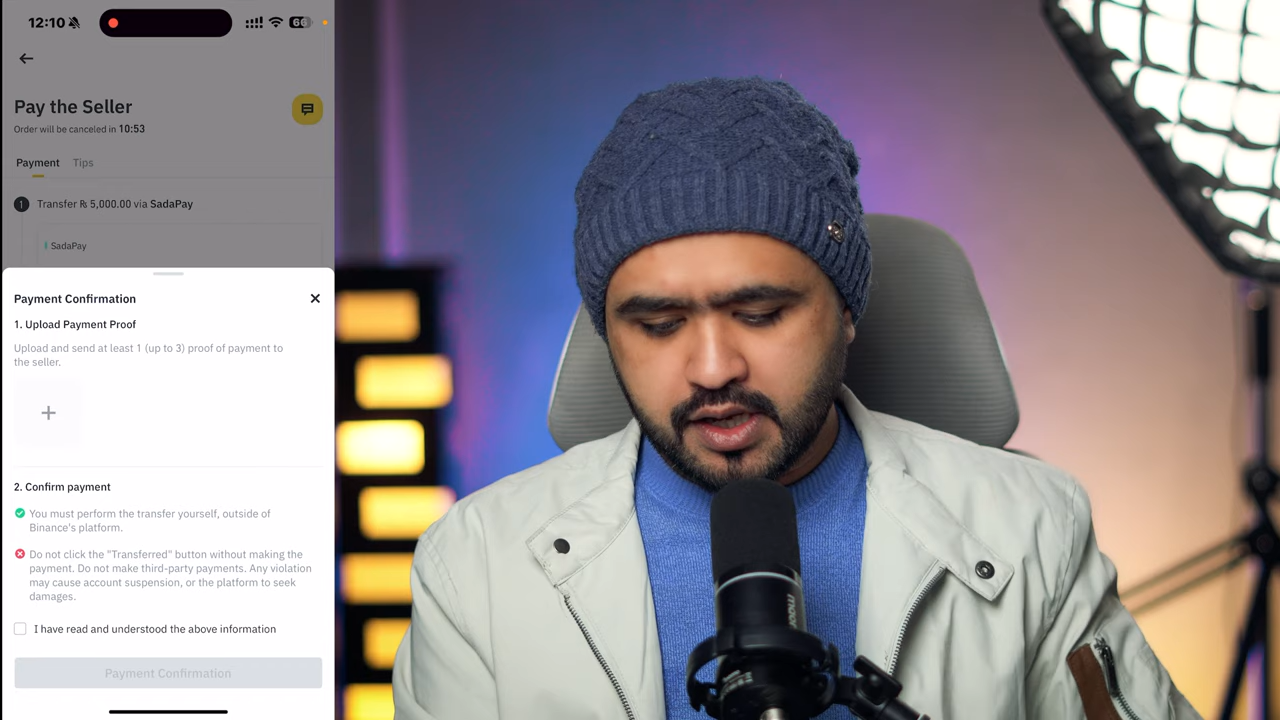 12:10
60
Pay the Seller
Order will be canceled in 10:53
Payment Tips
1 Transfer ₨ 5,000.00 via SadaPay
SadaPay
Payment Confirmation
1. Upload Payment Proof
Upload and send at least 1 (up to 3) proof of payment to
the seller.
2. Confirm payment
You must perform the transfer yourself, outside of
Binance's platform.
Do not click the "Transferred" button without making the
payment. Do not make third-party payments. Any violation
may cause account suspension, or the platform to seek
damages.
I have read and understood the above information
Payment Confirmation